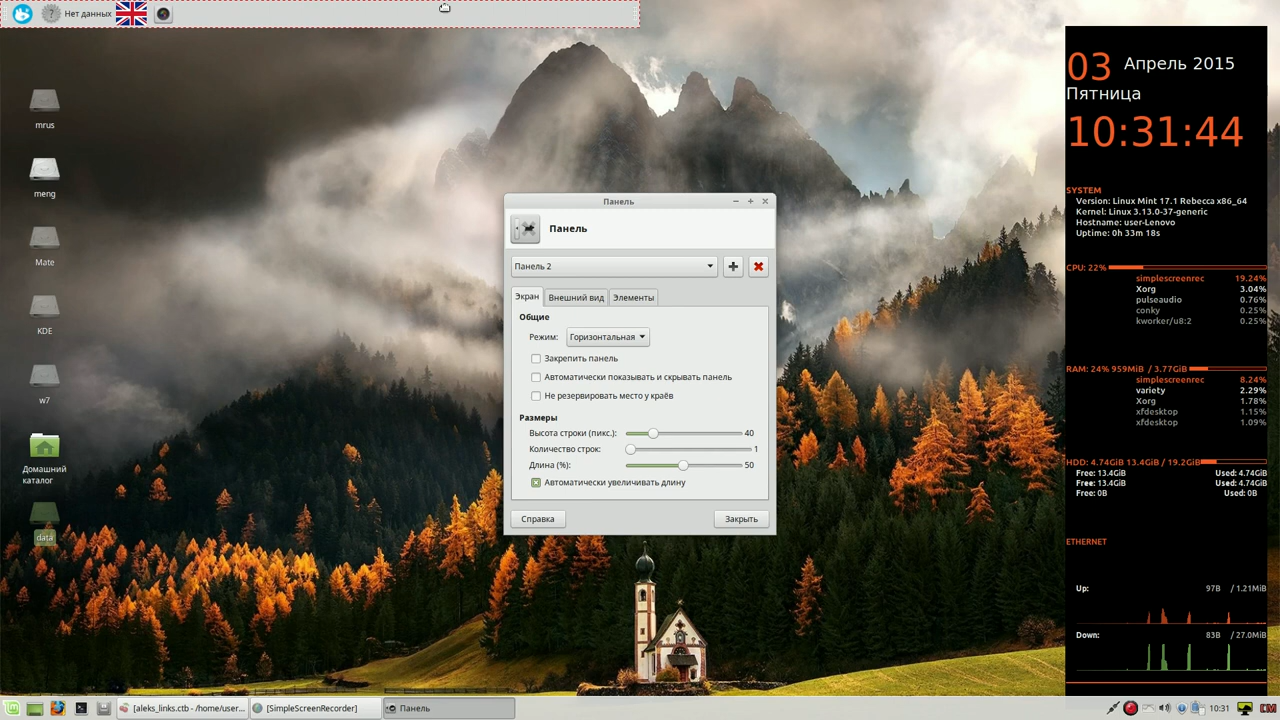 Нет данных
mrus
meng
Mate
KDE
w7
Домашний
каталог
data
Панель
Панель
Панель 2
Экран
Внешний вид
Элементы
Общие
Режим: Горизонтальная
Закрепить панель
Автоматически показывать и скрывать панель
Не резервировать место у краёв
Размеры
Высота строки (пикс.): 40
Количество строк: 1
Длина (%): 50
Автоматически увеличивать длину
Справка
Закрыть
03 Апрель 2015
Пятница
10:31:44
SYSTEM
Version: Linux Mint 17.1 Rebecca x86_64
Kernel: Linux 3.13.0-37-generic
Hostname: user-Lenovo
Uptime: 0h 33m 18s
CPU: 22%
simplescreenrec 19.24%
Xorg 3.04%
pulseaudio 0.76%
conky 0.25%
kworker/u8:2 0.25%
RAM: 24% 959MiB / 3.77GiB
simplescreenrec 8.24%
variety 2.29%
Xorg 1.78%
xfdesktop 1.15%
xfdesktop 1.09%
HDD: 4.74GiB 13.4GiB / 19.2GiB
Free: 13.4GiB Used: 4.74GiB
Free: 13.4GiB Used: 4.74GiB
Free: 0B Used: 0B
ETHERNET
Up: 97B / 1.21MiB
Down: 83B / 27.0MiB
[aleks_links.ctb - /home/user...
[SimpleScreenRecorder]
Панель
10:31